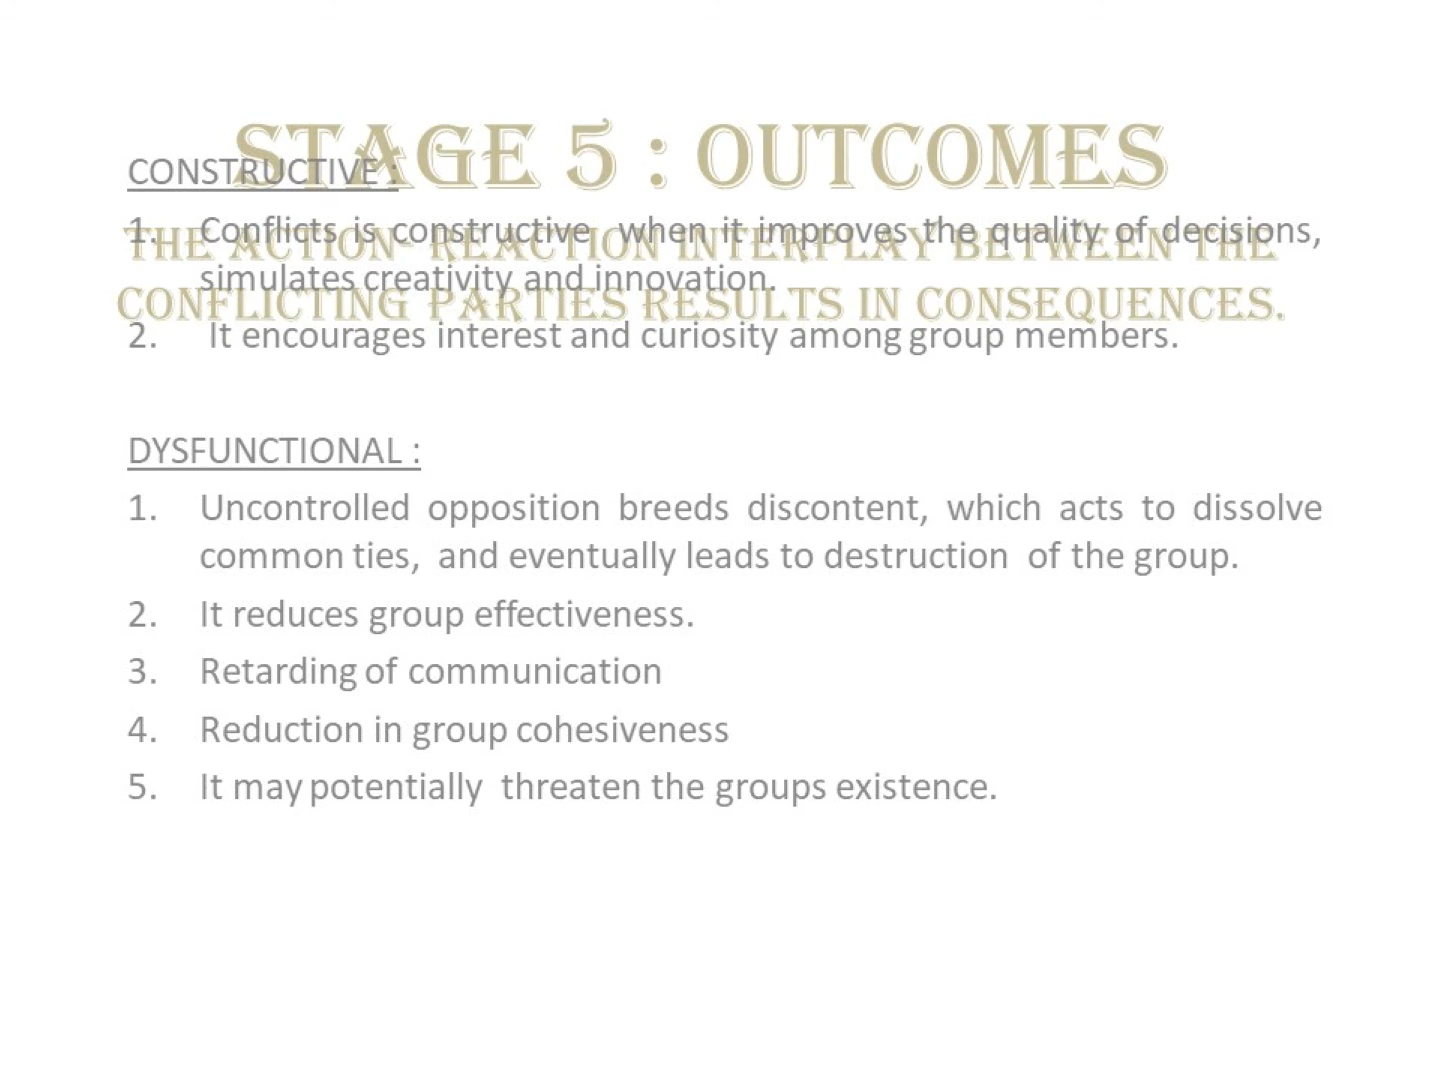 STAGE 5 : OUTCOMES
THE ACTION- REACTION INTERPLAY BETWEEN THE
CONFLICTING PARTIES RESULTS IN CONSEQUENCES.
CONSTRUCTIVE :
1. Conflicts is constructive when it improves the quality of decisions,
simulates creativity and innovation.
2. It encourages interest and curiosity among group members.
DYSFUNCTIONAL :
1. Uncontrolled opposition breeds discontent, which acts to dissolve
common ties, and eventually leads to destruction of the group.
2. It reduces group effectiveness.
3. Retarding of communication
4. Reduction in group cohesiveness
5. It may potentially threaten the groups existence.